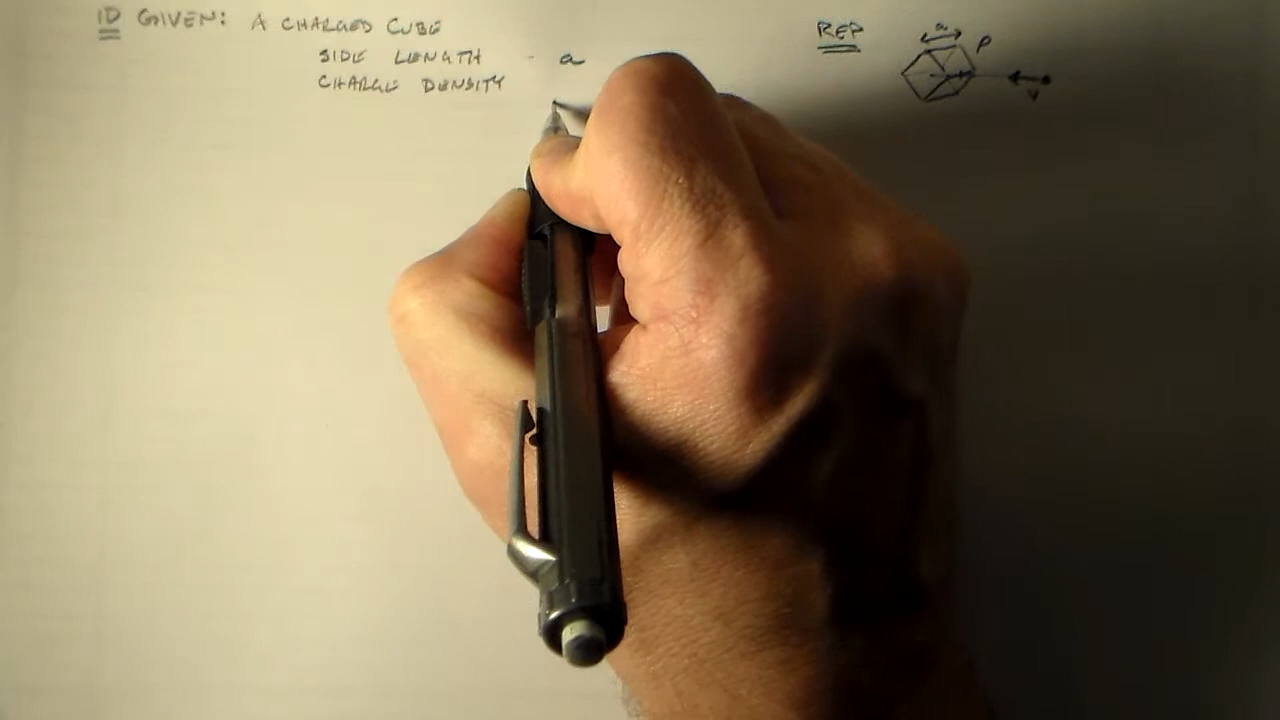 ID GIVEN: A CHARGED CUBE
SIDE LENGTH - a
CHARGE DENSITY
REP
a
P
v